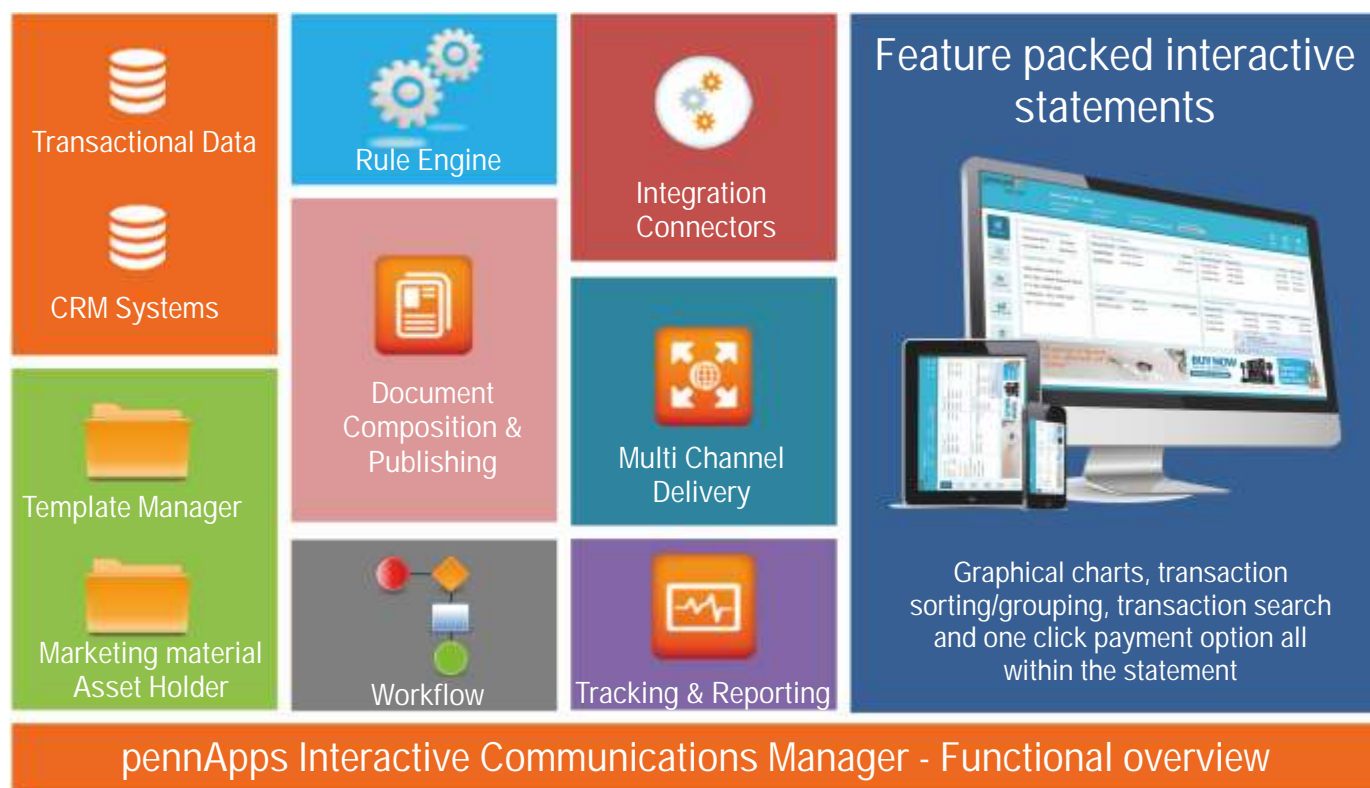 Transactional Data
CRM Systems
Template Manager
Marketing material
Asset Holder
Rule Engine
Document
Composition &
Publishing
Workflow
Integration
Connectors
Multi Channel
Delivery
Tracking & Reporting
Feature packed interactive
statements
BUY NOW
Graphical charts, transaction
sorting/grouping, transaction search
and one click payment option all
within the statement
pennApps Interactive Communications Manager - Functional overview